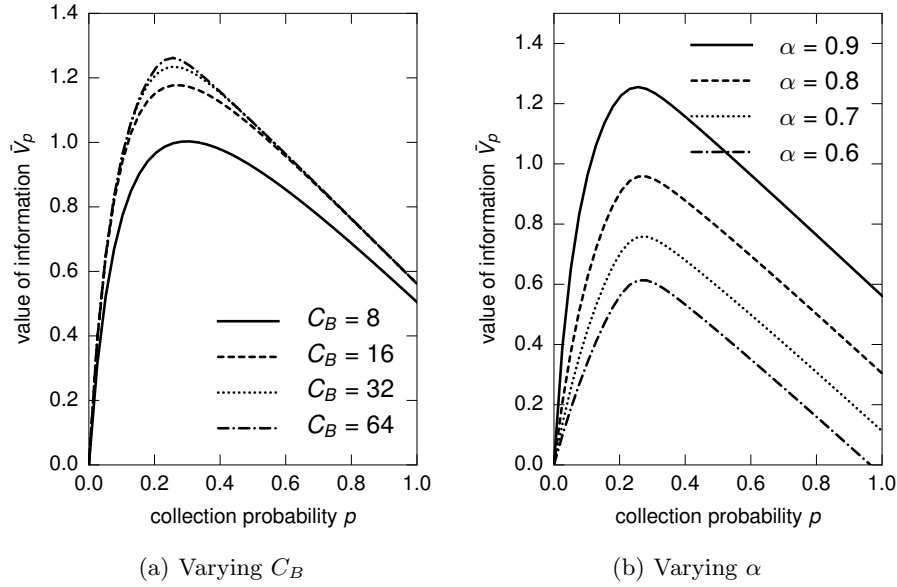 1.4
1.2
1.0
0.8
0.6
0.4
0.2
0.0
value of information V̄p
C_B = 8
C_B = 16
C_B = 32
C_B = 64
0.0 0.2 0.4 0.6 0.8 1.0
collection probability p
(a) Varying C_B
1.4
1.2
1.0
0.8
0.6
0.4
0.2
0.0
value of information V̄p
α = 0.9
α = 0.8
α = 0.7
α = 0.6
0.0 0.2 0.4 0.6 0.8 1.0
collection probability p
(b) Varying α